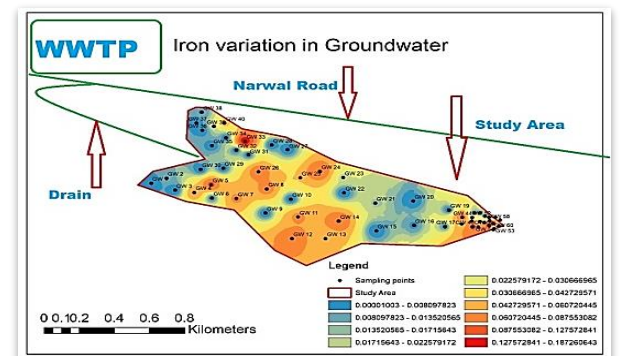 WWTP
Iron variation in Groundwater
Narwal Road
Study Area
Drain
GW 38
GW 37
GW 40
GW 33
GW 35
GW 32
GW 31
GW 29
GW 30
GW 2
GW 3
GW 5
GW 7
GW 8
GW 26
GW 24
GW 23
GW 22
GW 10
GW 9
GW 11
GW 14
GW 12
GW 13
GW 21
GW 20
GW 15
GW 16
GW 19
GW 53
Legend
Sampling points
Study Area
0.00001003 - 0.008097823
0.008097823 - 0.013520565
0.013520565 - 0.01715643
0.01715643 - 0.022579172
0.022579172 - 0.030666965
0.030666965 - 0.042729571
0.042729571 - 0.060720445
0.060720445 - 0.087553082
0.087553082 - 0.127572841
0.127572841 - 0.187260643
0 0.10.2 0.4 0.6 0.8
Kilometers